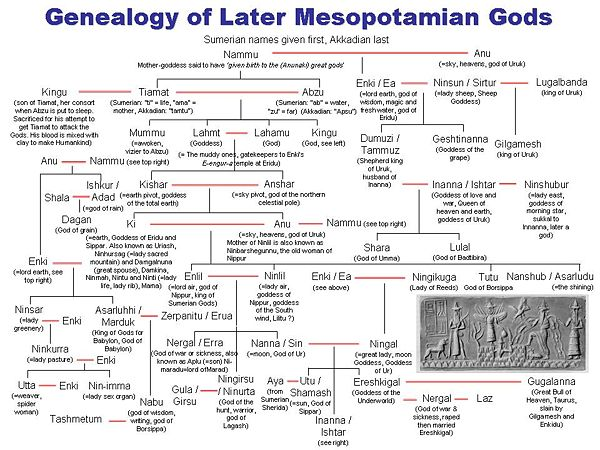 Genealogy of Later Mesopotamian Gods
Sumerian names given first, Akkadian last
Nammu
Mother-goddess said to have 'given birth to the (Anunaki) great gods'
Anu
(=sky, heavens, god of Uruk)
Kingu
(son of Tiamat, her consort
when Abzu is put to sleep.
Sacrificed for his attempt to
get Tiamat to attack the
Gods. His blood is mixed with
clay to make Humankind)
Tiamat
(Sumerian: "ti" = life, "ama" =
mother, Akkadian: "tantu")
Abzu
(Sumerian: "ab" = water,
"zu" = far) (Akkadian: "Apsu")
Enki / Ea
(=lord earth, god of
wisdom, magic and
fresh water, god of
Eridu)
Ninsun / Sirtur
(=lady sheep, Sheep
Goddess)
Lugalbanda
(king of Uruk)
Mummu
(=awoken,
vizier to Abzu)
Lahmt
(Goddess)
Lahamu
(God)
(= The muddy ones, gatekeepers to Enki's
E-engur-a temple at Eridu)
Kingu
(God, see left)
Dumuzi /
Tammuz
(Shepherd king
of Uruk,
husband of
Inanna)
Geshtinanna
(Goddess of the
grape)
Gilgamesh
(king of Uruk)
Anu
Nammu (see top right)
Ishkur /
Shala
Adad
(=god of rain)
Dagan
(God of grain)
Kishar
(=earth pivot, goddess
of the total earth)
Anshar
(=sky pivot, god of the northern
celestial pole)
Inanna / Ishtar
(Goddess of love and
war, Queen of
heaven and earth,
goddess of Uruk)
Ninshubur
(=lady east,
goddess of
morning star,
sukkal to
Innanna, later a
god)
Ki
(=earth, Goddess of Eridu and
Sippar. Also known as Uriash,
Ninhursag (=lady sacred
mountain) and Damgalnuna
(great spouse), Damkina,
Ninmah, Nintu and Ninti (=lady
life, lady rib), Mama)
Anu
(=sky, heavens, god of Uruk)
Mother of Ninlil is also known as
Ninbarshegunnu, the old woman of
Nippur
Nammu (see top right)
Shara
(God of Umma)
Lulal
(God of Badtibira)
Enki
(=lord earth, see
top right)
Enlil
(=lord air, god of
Nippur, king of
Sumerian Gods)
Ninlil
(=lady air,
goddess of
Nippur, goddess
of the South
wind, Lilitu ?)
Enki / Ea
(see above)
Ningikuga
(Lady of Reeds)
Tutu
God of Borsippa)
Nanshub / Asarludu
(=the shining)
Ninsar
(=lady
greenery)
Enki
Asarluhhi /
Marduk
(King of Gods for
Babylon, God of
Babylon)
Zerpanitu / Erua
Ninkurra
(=lady pasture)
Enki
Nergal / Erra
(God of war or sickness, also
known as Aplu (=son) Ni-
maradu=lord ofMarad)
Nanna / Sin
(=moon, God of Ur)
Ningal
(=great lady, moon
Goddess, Goddess
of Ur)
Utta
(=weaver,
spider
woman)
Enki
Nin-imma
(=lady sex organ)
Nabu
(god of wisdom,
writing, god of
Borsippa)
Tashmetum
Gula /
Girsu
Ningirsu
/ Ninurta
(God of the
hunt, warrior,
god of
Lagash)
Aya
(from
Sumerian
Sherida)
Utu /
Shamash
(=sun, God of
Sippar)
Inanna /
Ishtar
(see right)
Ereshkigal
(Goddess of the
Underworld)
Gugalanna
(Great Bull of
Heaven, Taurus,
slain by
Gilgamesh and
Enkidu)
Nergal
(God of war &
sickness, raped
then married
Ereshkigal)
Laz